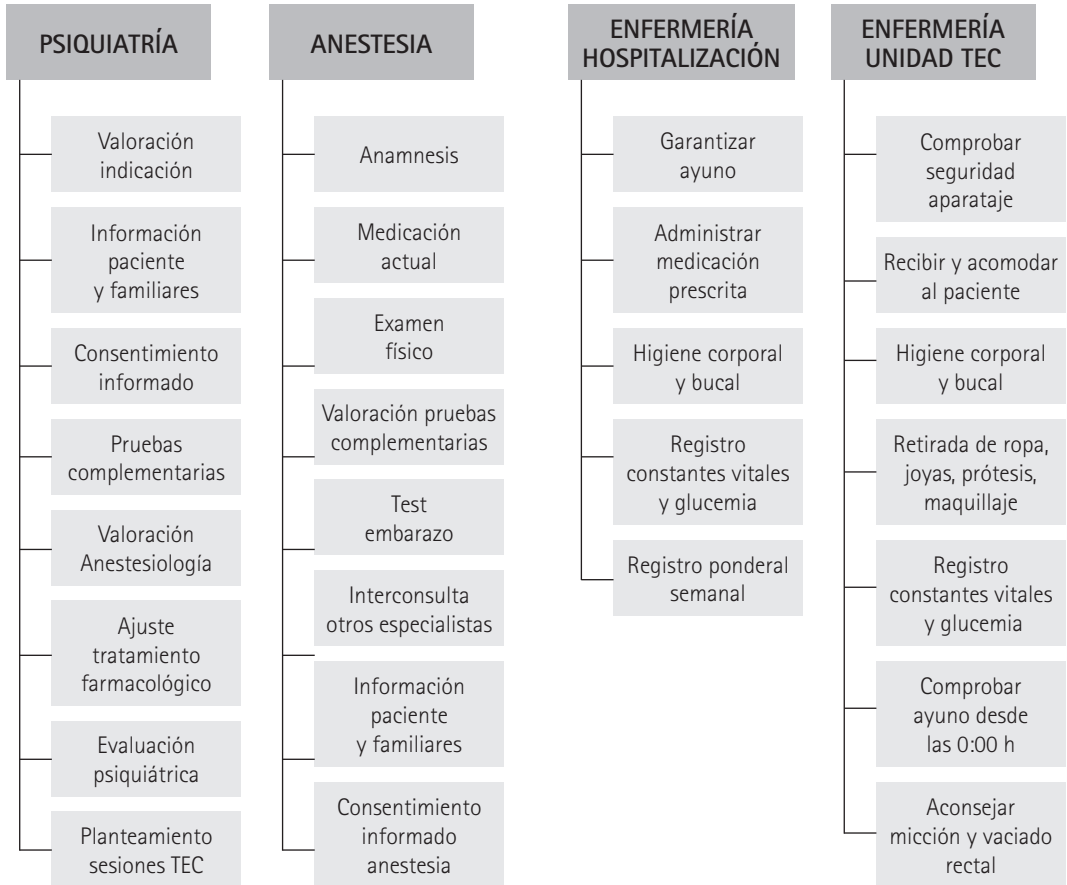 PSIQUIATRÍA
Valoración
indicación
Información
paciente
y familiares
Consentimiento
informado
Pruebas
complementarias
Valoración
Anestesiología
Ajuste
tratamiento
farmacológico
Evaluación
psiquiátrica
Planteamiento
sesiones TEC
ANESTESIA
Anamnesis
Medicación
actual
Examen
físico
Valoración pruebas
complementarias
Test
embarazo
Interconsulta
otros especialistas
Información
paciente
y familiares
Consentimiento
informado
anestesia
ENFERMERÍA
HOSPITALIZACIÓN
Garantizar
ayuno
Administrar
medicación
prescrita
Higiene corporal
y bucal
Registro
constantes vitales
y glucemia
Registro ponderal
semanal
ENFERMERÍA
UNIDAD TEC
Comprobar
seguridad
aparataje
Recibir y acomodar
al paciente
Higiene corporal
y bucal
Retirada de ropa,
joyas, prótesis,
maquillaje
Registro
constantes vitales
y glucemia
Comprobar
ayuno desde
las 0:00 h
Aconsejar
micción y vaciado
rectal